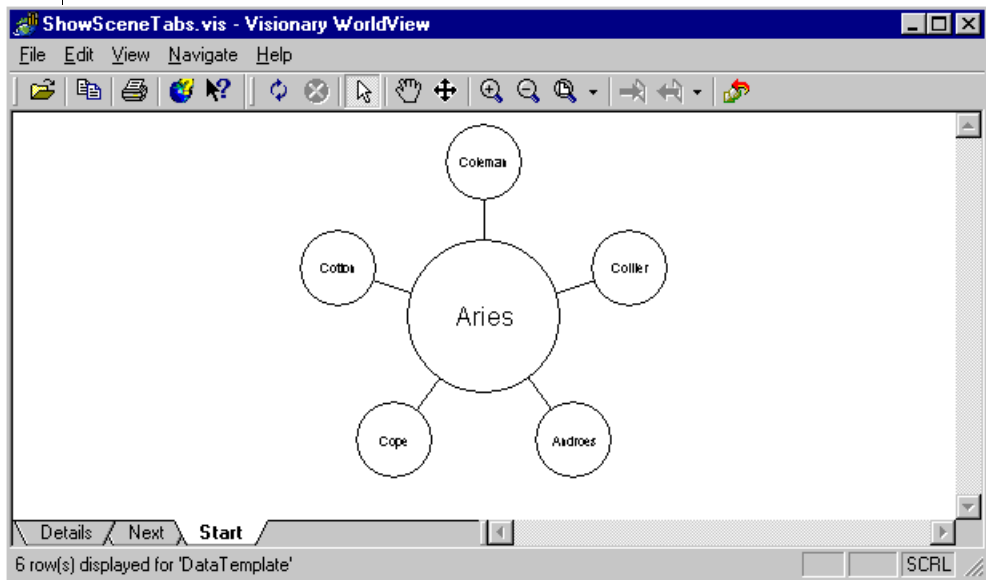 ShowSceneTabs.vis - Visionary WorldView
File Edit View Navigate Help
Coleman
Cotton
Collier
Aries
Cope
Androes
Details Next Start
6 row(s) displayed for 'DataTemplate'
SCRL